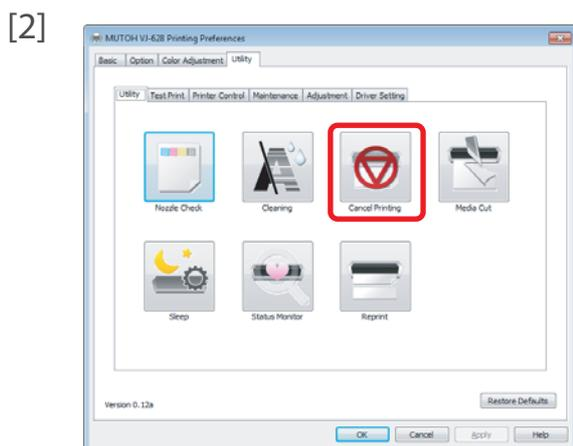 [2]
MUTOH VJ-628 Printing Preferences
Basic Option Color Adjustment Utility
Utility Test Print Printer Control Maintenance Adjustment Driver Setting
Nozzle Check Cleaning Cancel Printing Media Cut
Sleep Status Monitor Reprint
Version 0.12a Restore Defaults
OK Cancel Apply Help